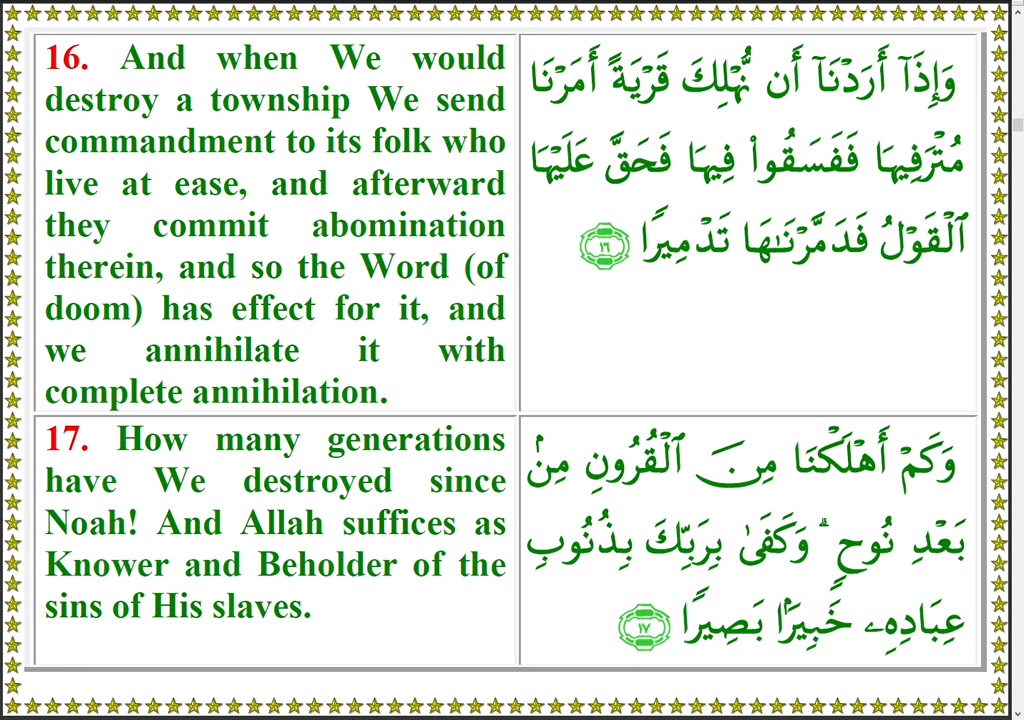 16. And when We would
destroy a township We send
commandment to its folk who
live at ease, and afterward
they commit abomination
therein, and so the Word (of
doom) has effect for it, and
we annihilate it with
complete annihilation.
وَإِذَآ أَرَدْنَآ أَن نُّهْلِكَ قَرْيَةً أَمَرْنَا
مُتْرَفِيهَا فَفَسَقُوا۟ فِيهَا فَحَقَّ عَلَيْهَا
ٱلْقَوْلُ فَدَمَّرْنَـٰهَا تَدْمِيرًا ١٦
17. How many generations
have We destroyed since
Noah! And Allah suffices as
Knower and Beholder of the
sins of His slaves.
وَكَمْ أَهْلَكْنَا مِنَ ٱلْقُرُونِ مِنۢ
بَعْدِ نُوحٍ ۗ وَكَفَىٰ بِرَبِّكَ بِذُنُوبِ
عِبَادِهِۦ خَبِيرًۢا بَصِيرًا ١٧